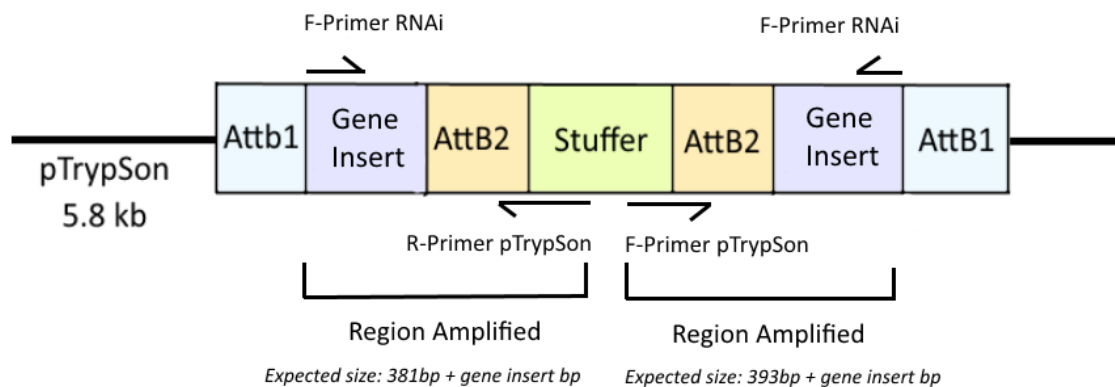 F-Primer RNAi
F-Primer RNAi
Attb1
Gene
Insert
AttB2
Stuffer
AttB2
Gene
Insert
AttB1
pTrypSon
5.8 kb
R-Primer pTrypSon
F-Primer pTrypSon
Region Amplified
Region Amplified
Expected size: 381bp + gene insert bp
Expected size: 393bp + gene insert bp